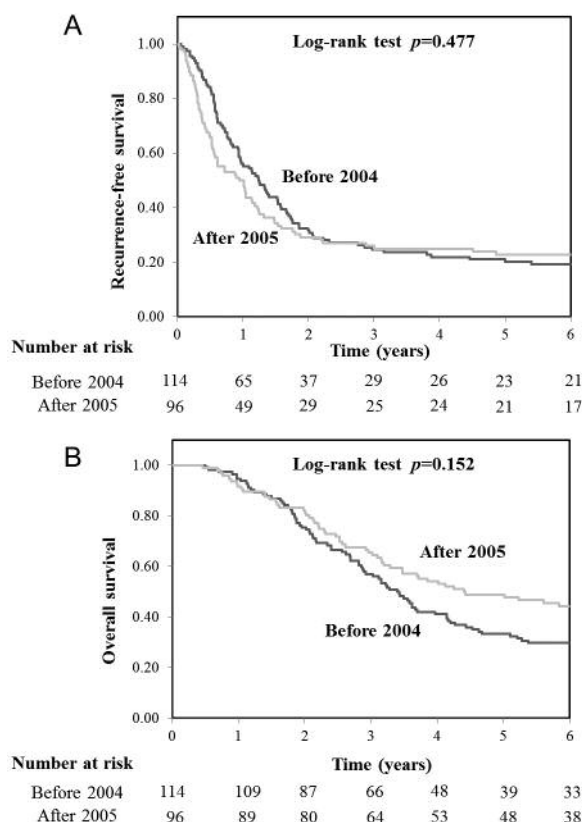 A
Log-rank test p=0.477
1.00
0.80
0.60
0.40
0.20
0.00
Recurrence-free survival
Before 2004
After 2005
0 1 2 3 4 5 6
Number at risk Time (years)
Before 2004 114 65 37 29 26 23 21
After 2005 96 49 29 25 24 21 17
B
Log-rank test p=0.152
1.00
0.80
0.60
0.40
0.20
0.00
Overall survival
After 2005
Before 2004
0 1 2 3 4 5 6
Number at risk Time (years)
Before 2004 114 109 87 66 48 39 33
After 2005 96 89 80 64 53 48 38